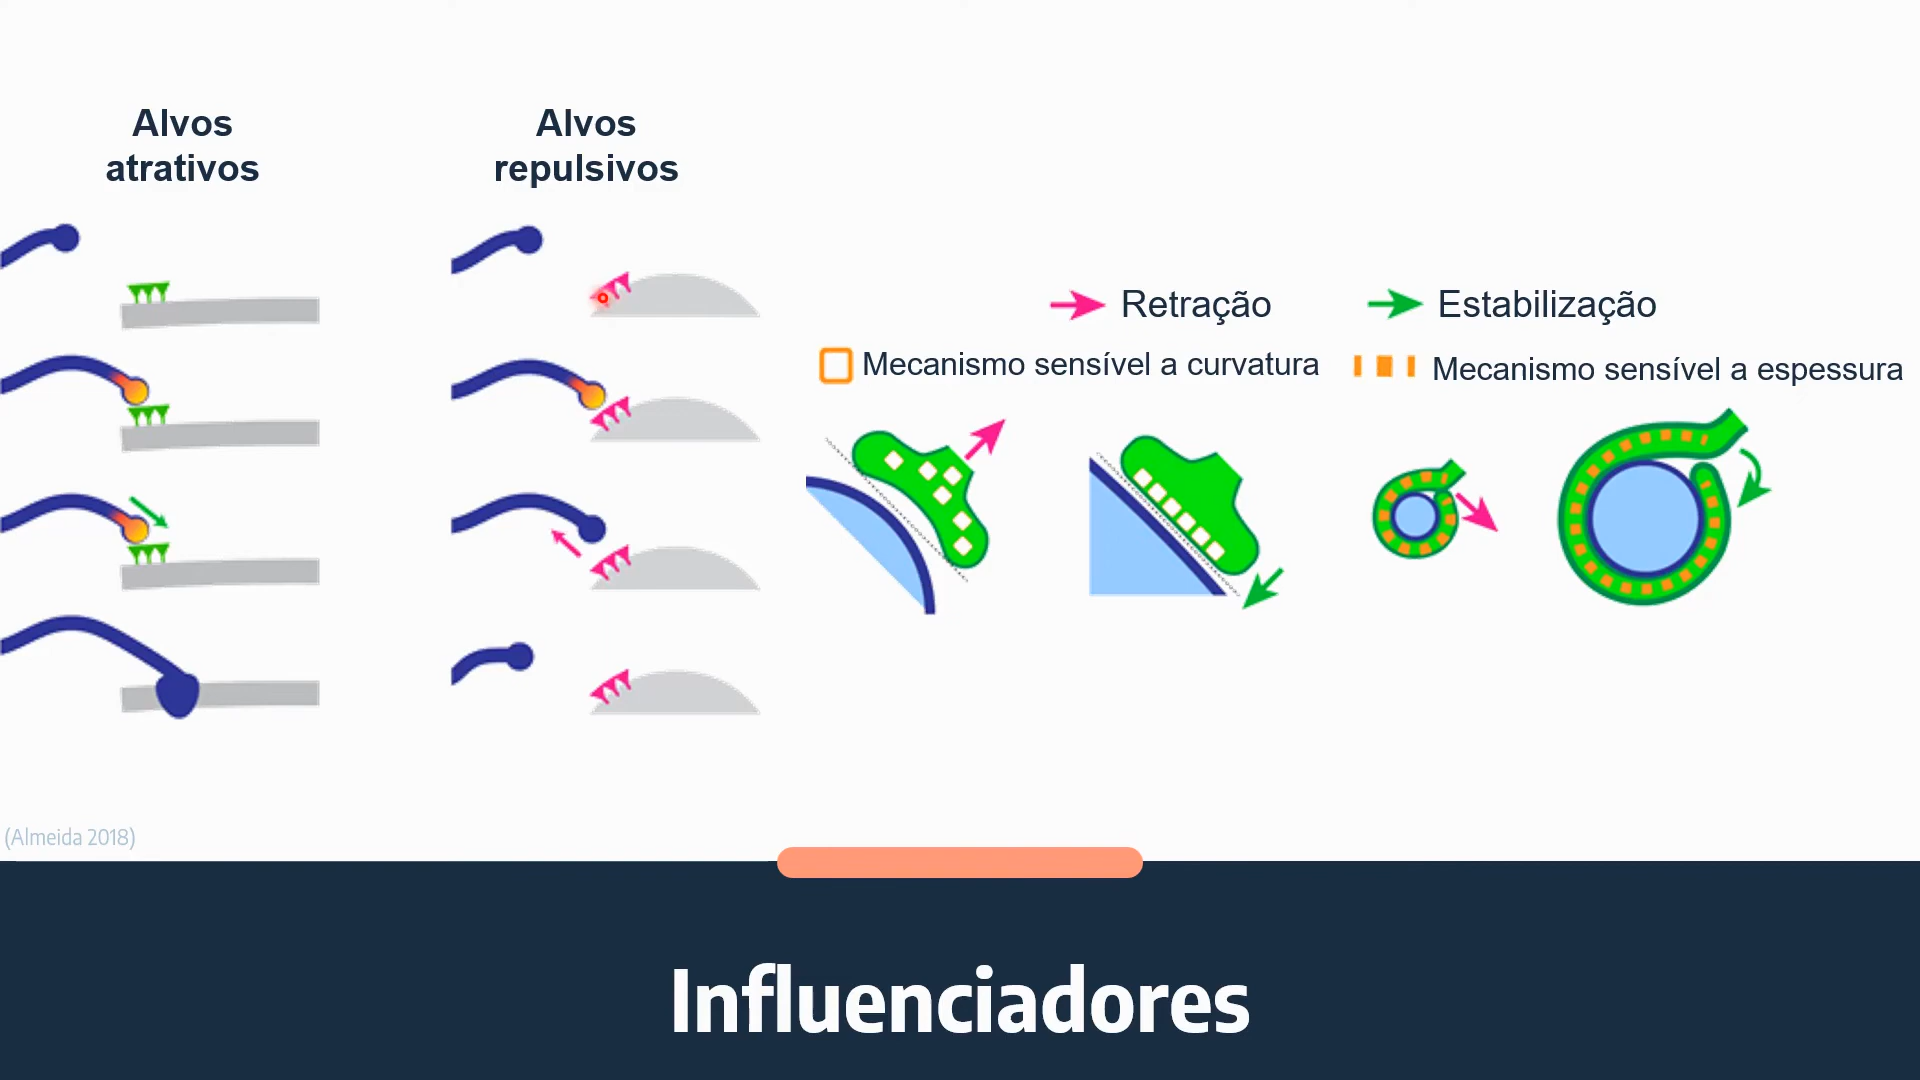 Alvos
atrativos
Alvos
repulsivos
Retração
Estabilização
Mecanismo sensível a curvatura
Mecanismo sensível a espessura
(Almeida 2018)
Influenciadores